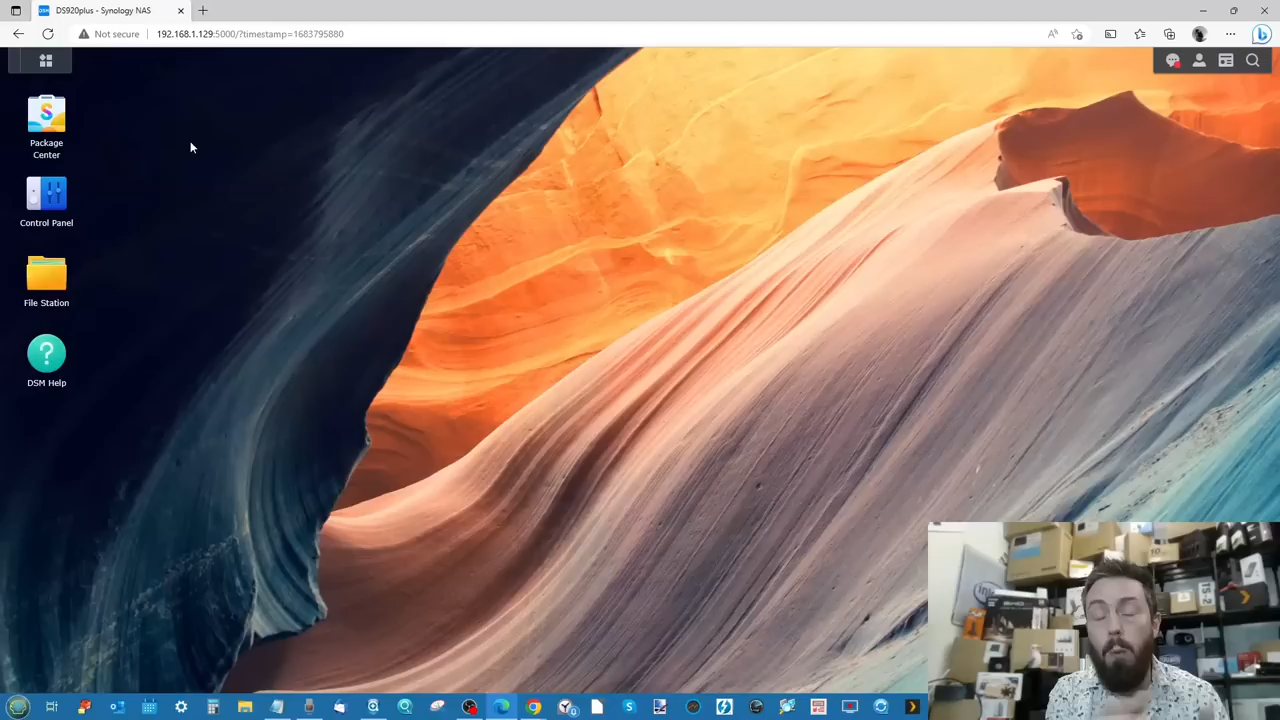 DS920plus - Synology NAS
Not secure
192.168.1.129:5000/?timestamp=1683795880
Package
Center
Control Panel
File Station
DSM Help